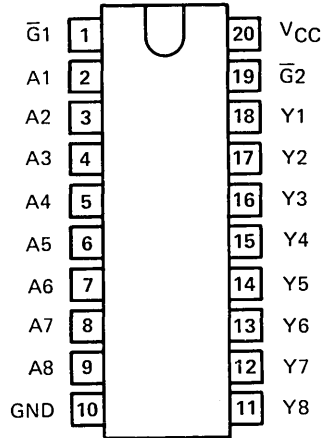 G̅1 1 20 VCC
A1 2 19 G̅2
A2 3 18 Y1
A3 4 17 Y2
A4 5 16 Y3
A5 6 15 Y4
A6 7 14 Y5
A7 8 13 Y6
A8 9 12 Y7
GND 10 11 Y8